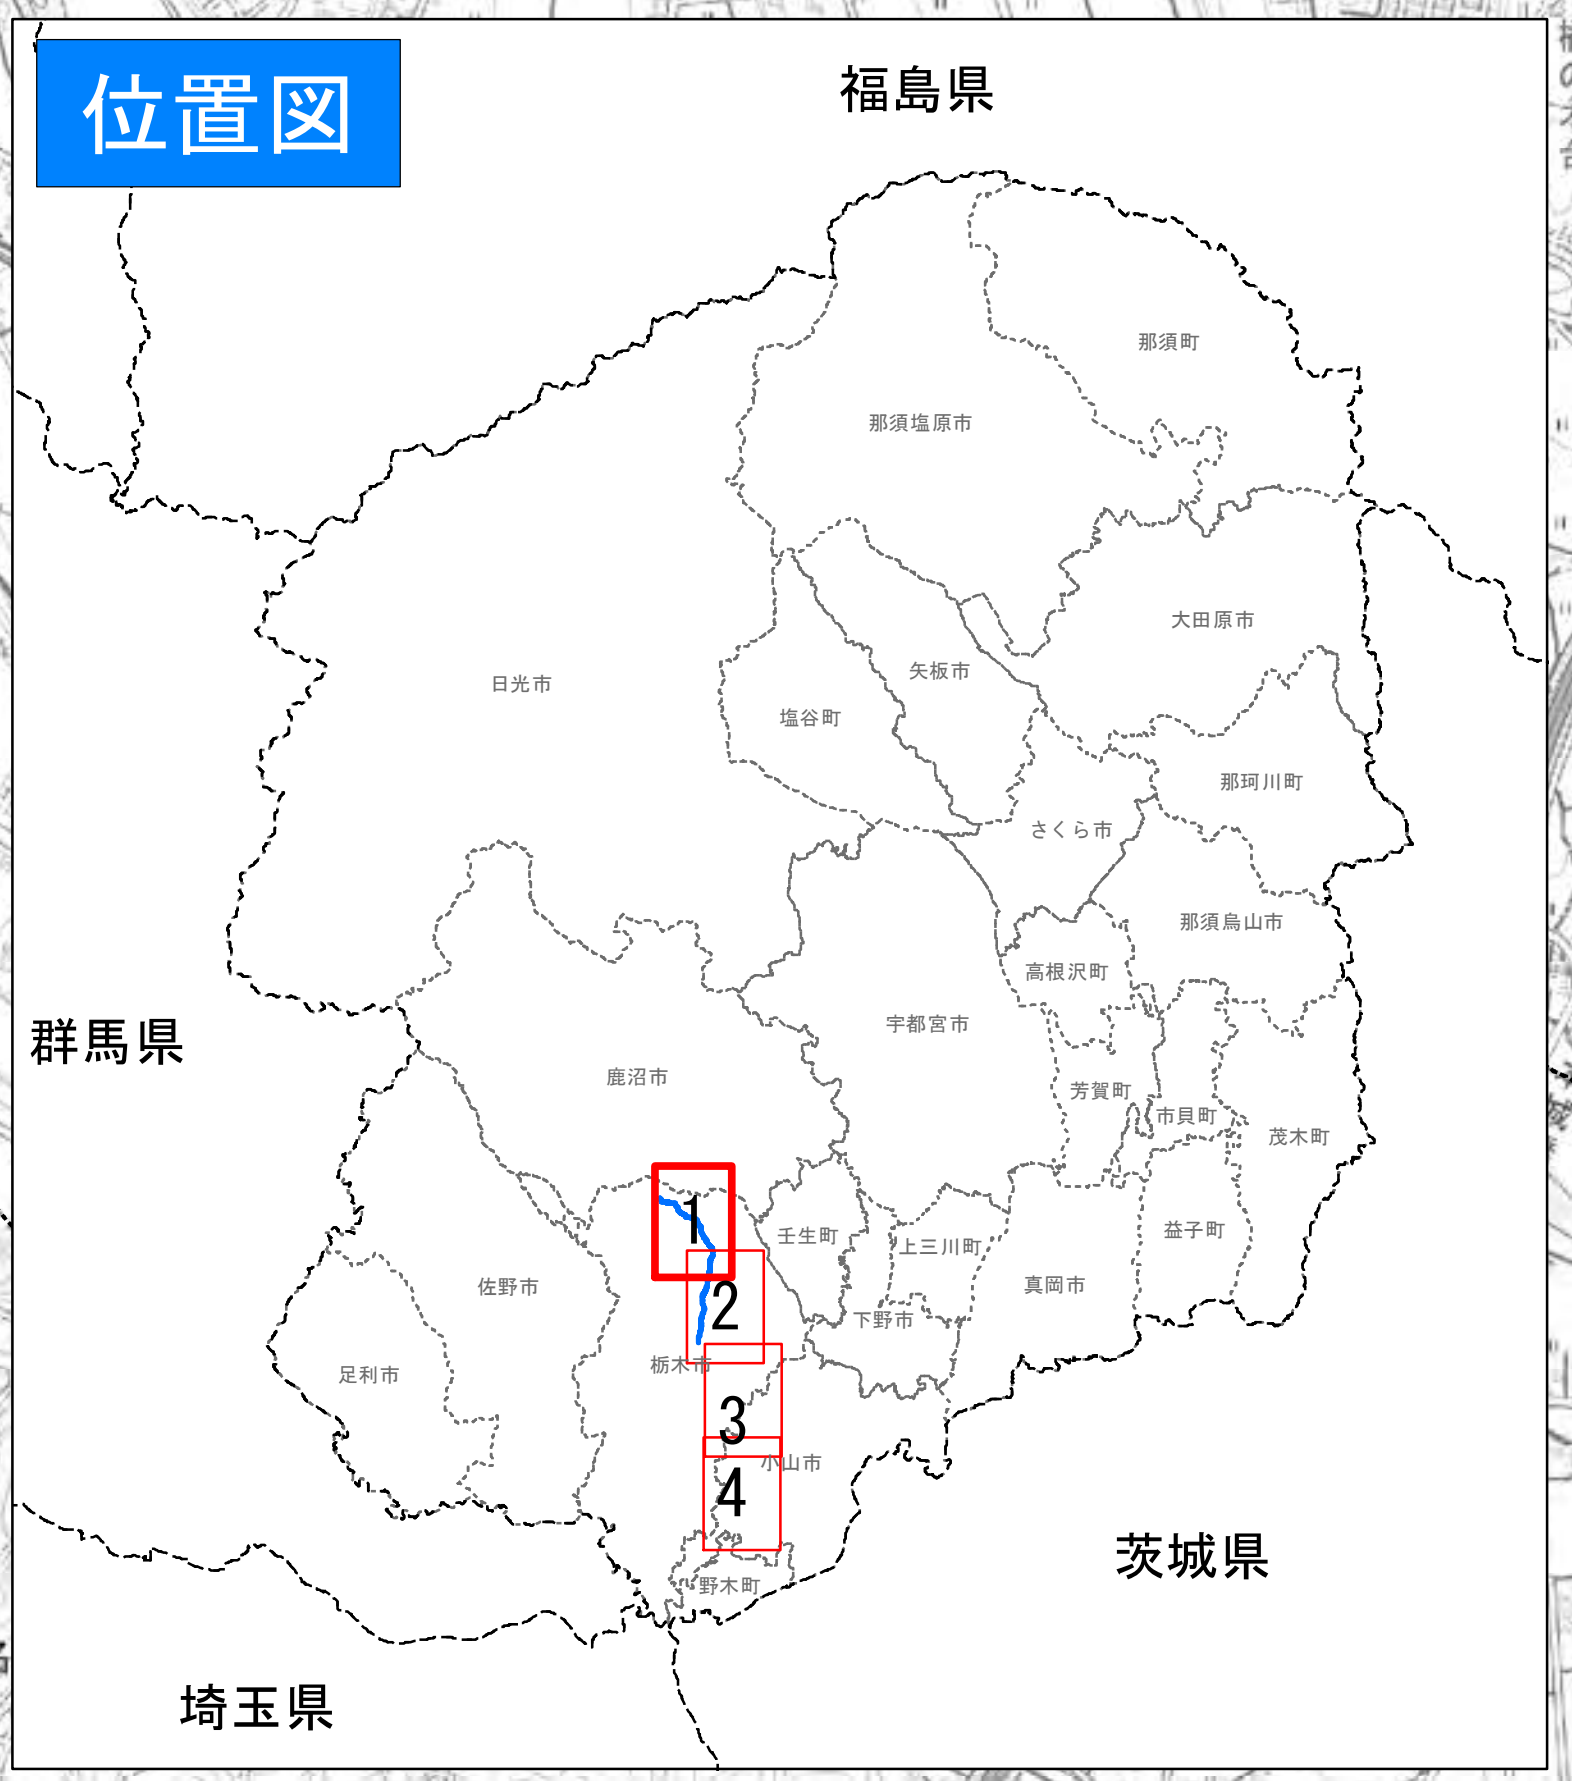 位置図
福島県
那須町
那須塩原市
大田原市
矢板市
日光市
塩谷町
那珂川町
さくら市
那須烏山市
高根沢町
宇都宮市
群馬県
鹿沼市
芳賀町
市貝町
茂木町
1
壬生町
上三川町
益子町
佐野市
真岡市
2
下野市
栃木市
足利市
3
小山市
4
茨城県
野木町
埼玉県